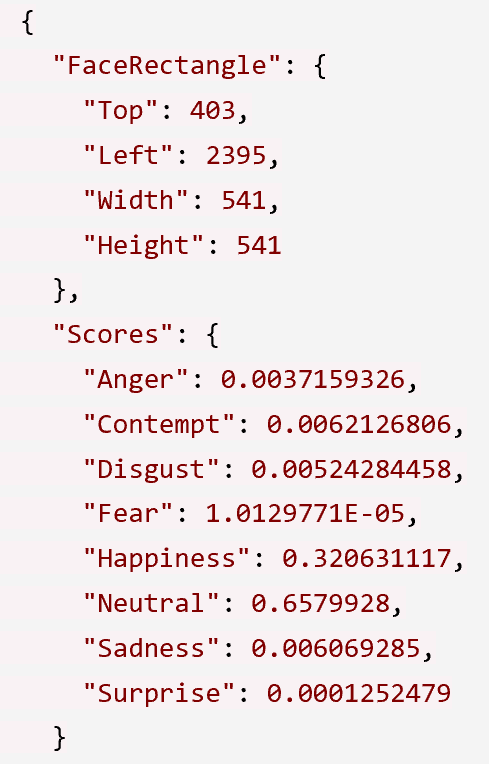 {
"FaceRectangle": {
"Top": 403,
"Left": 2395,
"Width": 541,
"Height": 541
},
"Scores": {
"Anger": 0.0037159326,
"Contempt": 0.0062126806,
"Disgust": 0.00524284458,
"Fear": 1.0129771E-05,
"Happiness": 0.320631117,
"Neutral": 0.6579928,
"Sadness": 0.006069285,
"Surprise": 0.0001252479
}